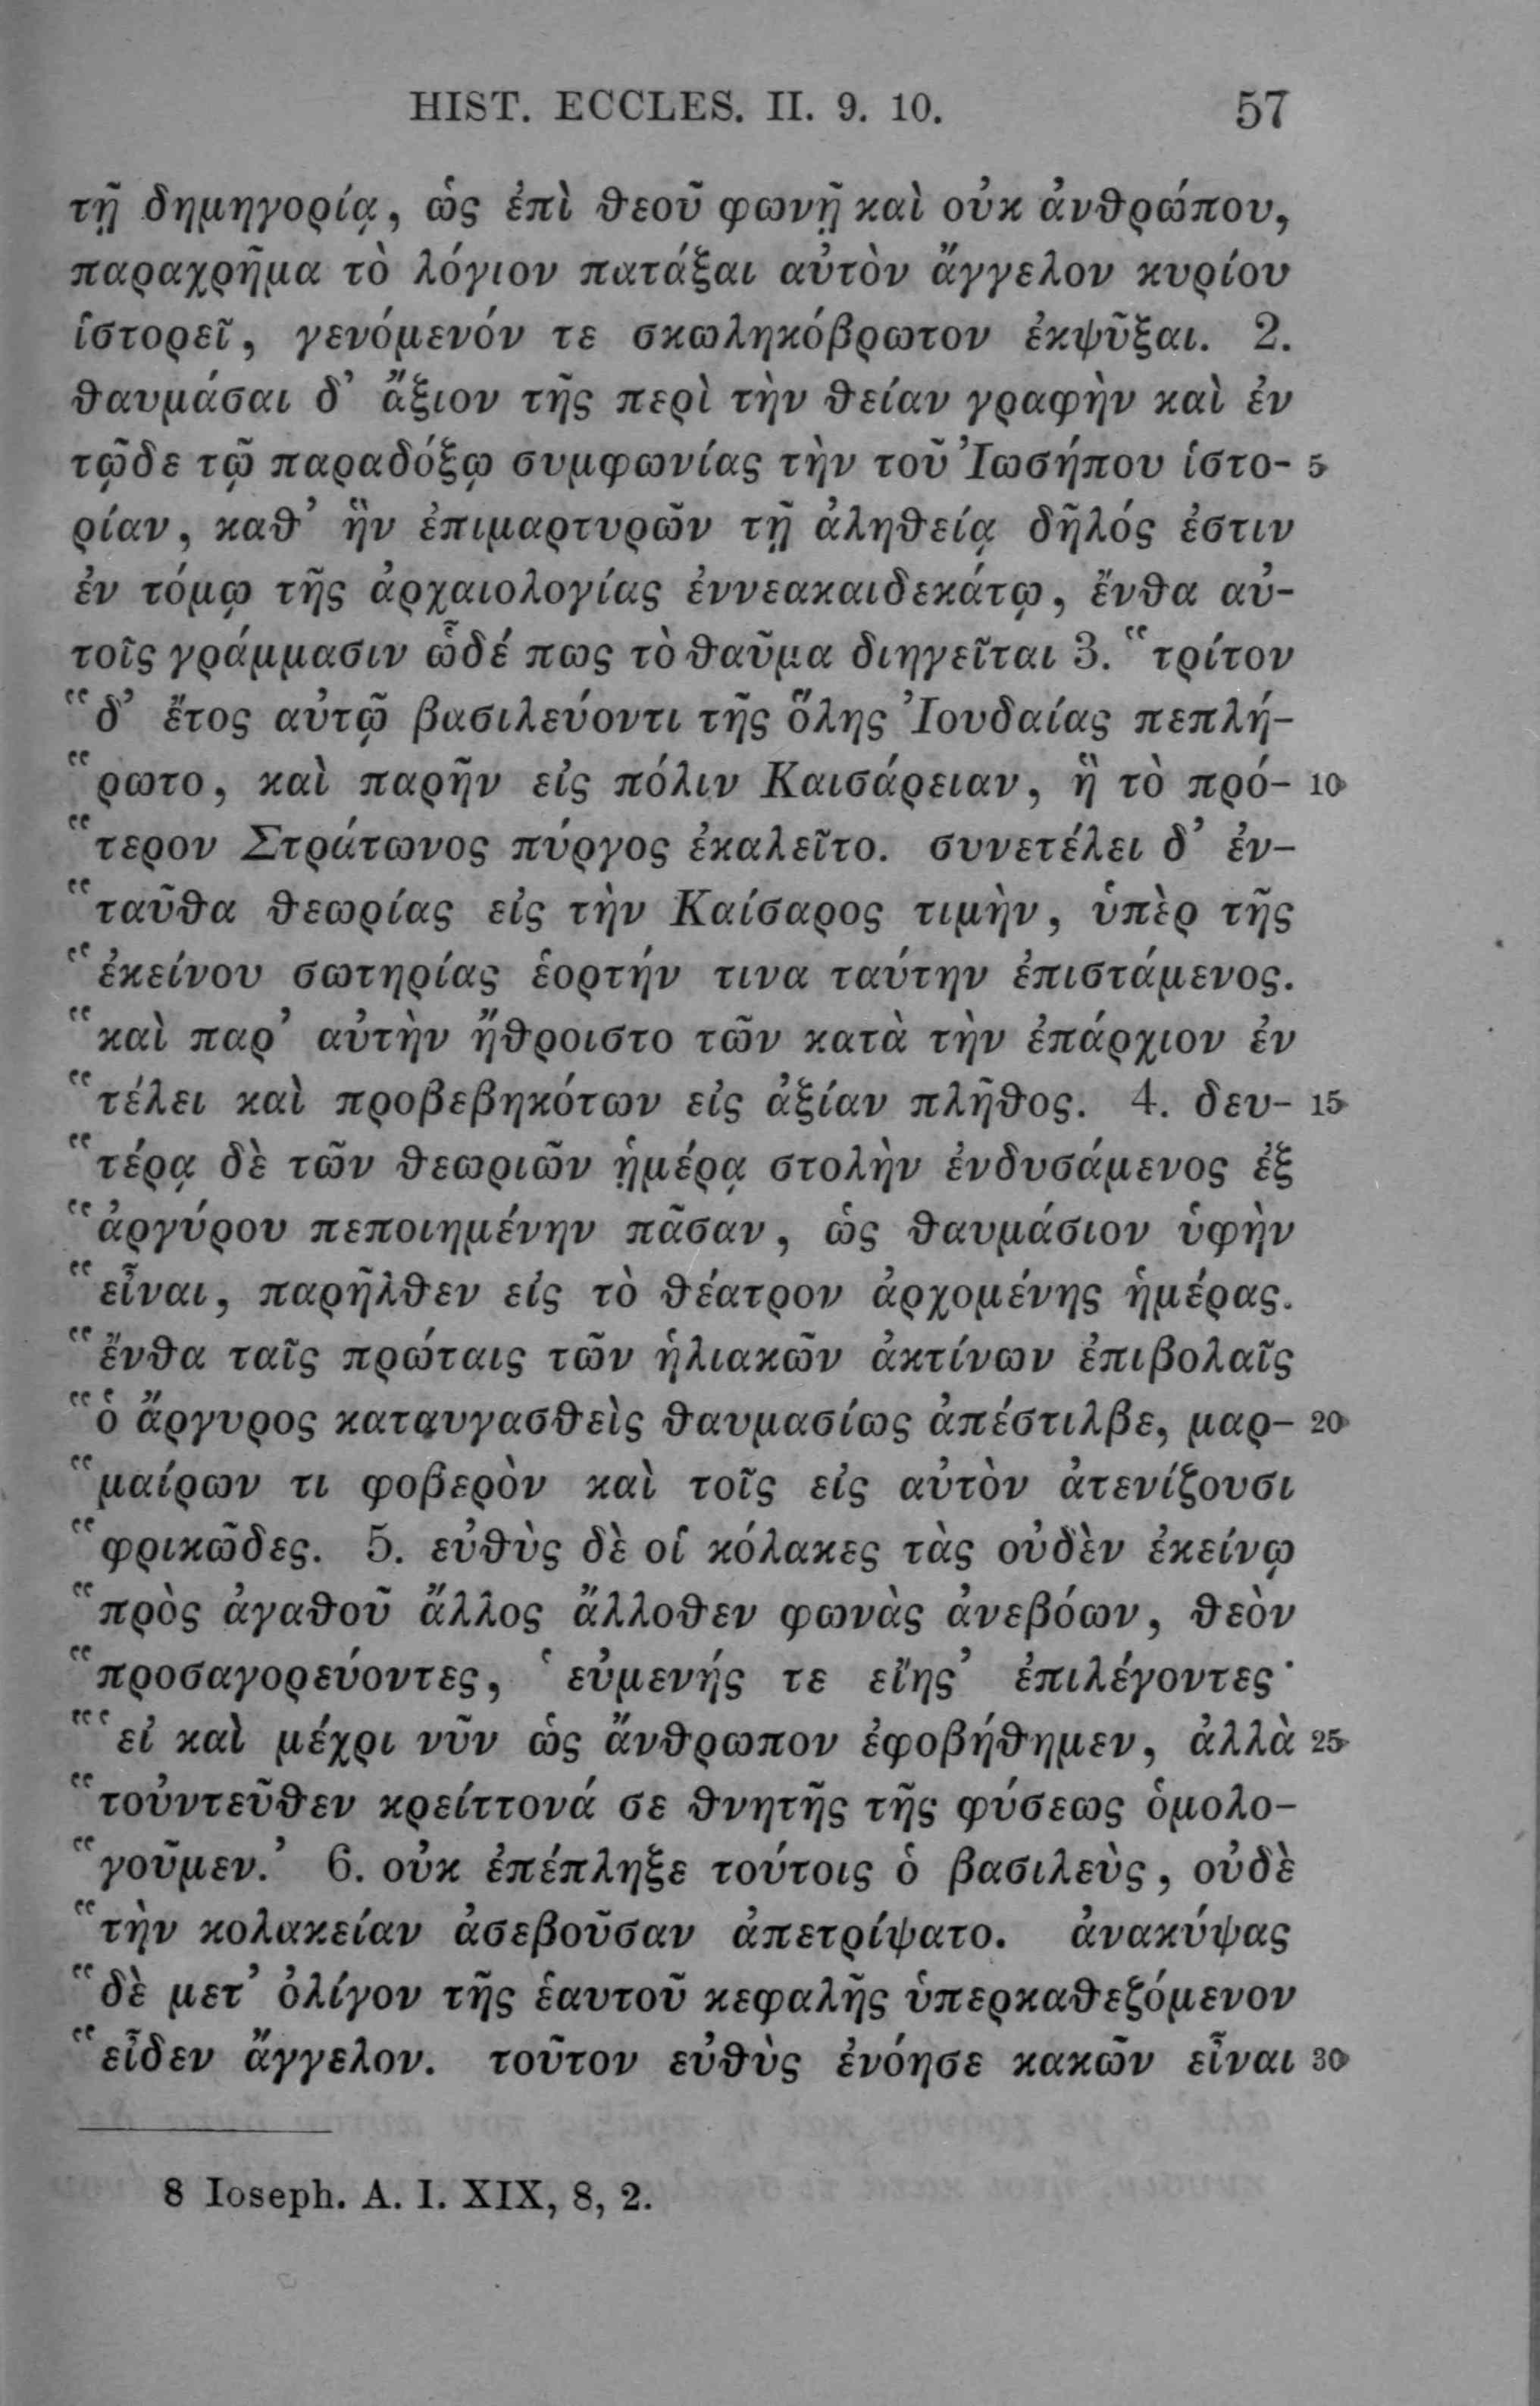 HIST. ECCLES. II. 9. 10. 57
τῇ δημηγορίᾳ, ὡς ἐπὶ θεοῦ φωνῇ καὶ οὐκ ἀνθρώπου,
παραχρῆμα τὸ λόγιον πατάξαι αὐτὸν ἄγγελον κυρίου
ἱστορεῖ, γενόμενόν τε σκωληκόβρωτον ἐκψῦξαι. 2.
θαυμάσαι δ’ ἄξιον τῆς περὶ τὴν θείαν γραφὴν καὶ ἐν
τῷδε τῷ παραδόξῳ συμφωνίας τὴν τοῦ Ἰωσήπου ἱστο- 5
ρίαν, καθ’ ἣν ἐπιμαρτυρῶν τῇ ἀληθείᾳ δῆλός ἐστιν
ἐν τόμῳ τῆς ἀρχαιολογίας ἐννεακαιδεκάτῳ, ἔνθα αὐ-
τοῖς γράμμασιν ὧδέ πως τὸ θαῦμα διηγεῖται 3. “τρίτον
“δ’ ἔτος αὐτῷ βασιλεύοντι τῆς ὅλης Ἰουδαίας πεπλή-
“ρωτο, καὶ παρῆν εἰς πόλιν Καισάρειαν, ἣ τὸ πρό- 10
“τερον Στράτωνος πύργος ἐκαλεῖτο. συνετέλει δ’ ἐν-
“ταῦθα θεωρίας εἰς τὴν Καίσαρος τιμὴν, ὑπὲρ τῆς
“ἐκείνου σωτηρίας ἑορτήν τινα ταύτην ἐπιστάμενος.
“καὶ παρ’ αὐτὴν ἤθροιστο τῶν κατὰ τὴν ἐπάρχιον ἐν
“τέλει καὶ προβεβηκότων εἰς ἀξίαν πλῆθος. 4. δευ- 15
“τέρᾳ δὲ τῶν θεωριῶν ἡμέρᾳ στολὴν ἐνδυσάμενος ἐξ
“ἀργύρου πεποιημένην πᾶσαν, ὡς θαυμάσιον ὑφὴν
“εἶναι, παρῆλθεν εἰς τὸ θέατρον ἀρχομένης ἡμέρας.
“ἔνθα ταῖς πρώταις τῶν ἡλιακῶν ἀκτίνων ἐπιβολαῖς
“ὁ ἄργυρος καταυγασθεὶς θαυμασίως ἀπέστιλβε, μαρ- 20
“μαίρων τι φοβερὸν καὶ τοῖς εἰς αὐτὸν ἀτενίζουσι
“φρικῶδες. 5. εὐθὺς δὲ οἱ κόλακες τὰς οὐδὲν ἐκείνῳ
“πρὸς ἀγαθοῦ ἄλλος ἄλλοθεν φωνὰς ἀνεβόων, θεὸν
“προσαγορεύοντες, ‘εὐμενής τε εἴης’ ἐπιλέγοντες·
“‘εἰ καὶ μέχρι νῦν ὡς ἄνθρωπον ἐφοβήθημεν, ἀλλὰ 25
“τοὐντεῦθεν κρείττονά σε θνητῆς τῆς φύσεως ὁμολο-
“γοῦμεν.’ 6. οὐκ ἐπέπληξε τούτοις ὁ βασιλεὺς, οὐδὲ
“τὴν κολακείαν ἀσεβοῦσαν ἀπετρίψατο. ἀνακύψας
“δὲ μετ’ ὀλίγον τῆς ἑαυτοῦ κεφαλῆς ὑπερκαθεζόμενον
“εἶδεν ἄγγελον. τοῦτον εὐθὺς ἐνόησε κακῶν εἶναι 30
8 Ioseph. A. I. XIX, 8, 2.